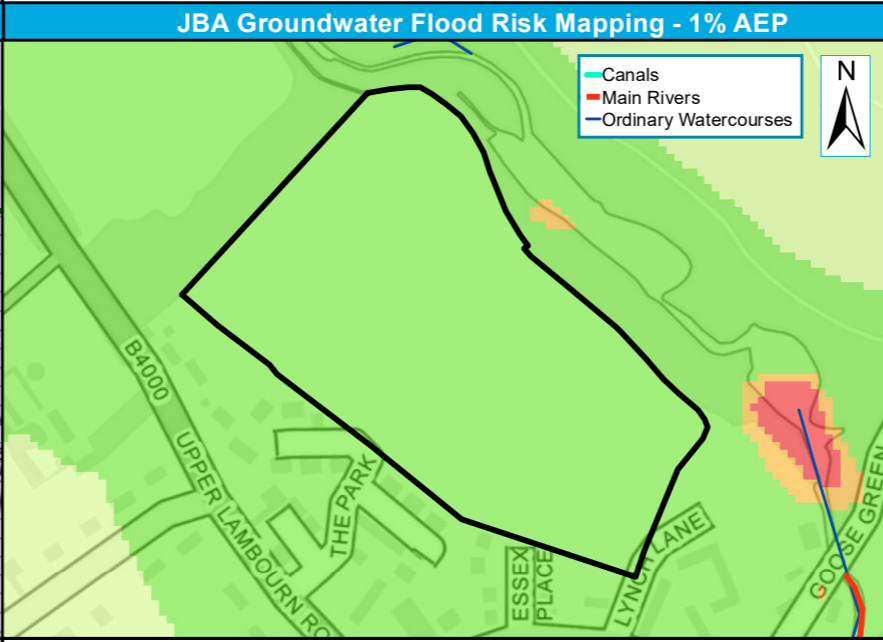 JBA Groundwater Flood Risk Mapping - 1% AEP
Canals
Main Rivers
Ordinary Watercourses
N
B4000
UPPER LAMBOURN RO
THE PARK
ESSEX
PLACE
LYNCH LANE
GOOSE GREEN